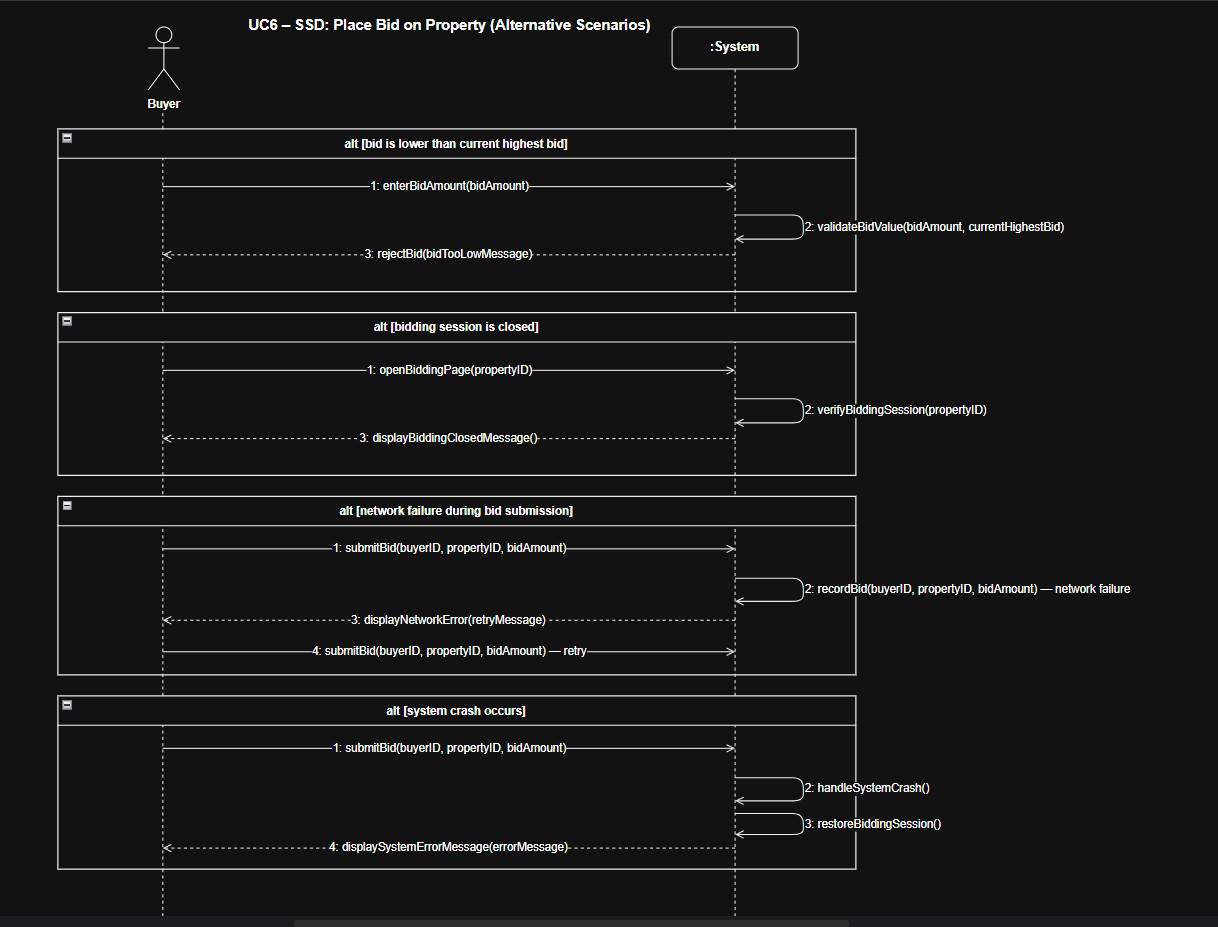 UC6 – SSD: Place Bid on Property (Alternative Scenarios)
:System
Buyer
alt [bid is lower than current highest bid]
1: enterBidAmount(bidAmount)
2: validateBidValue(bidAmount, currentHighestBid)
3: rejectBid(bidTooLowMessage)
alt [bidding session is closed]
1: openBiddingPage(propertyID)
2: verifyBiddingSession(propertyID)
3: displayBiddingClosedMessage()
alt [network failure during bid submission]
1: submitBid(buyerID, propertyID, bidAmount)
2: recordBid(buyerID, propertyID, bidAmount) — network failure
3: displayNetworkError(retryMessage)
4: submitBid(buyerID, propertyID, bidAmount) — retry
alt [system crash occurs]
1: submitBid(buyerID, propertyID, bidAmount)
2: handleSystemCrash()
3: restoreBiddingSession()
4: displaySystemErrorMessage(errorMessage)